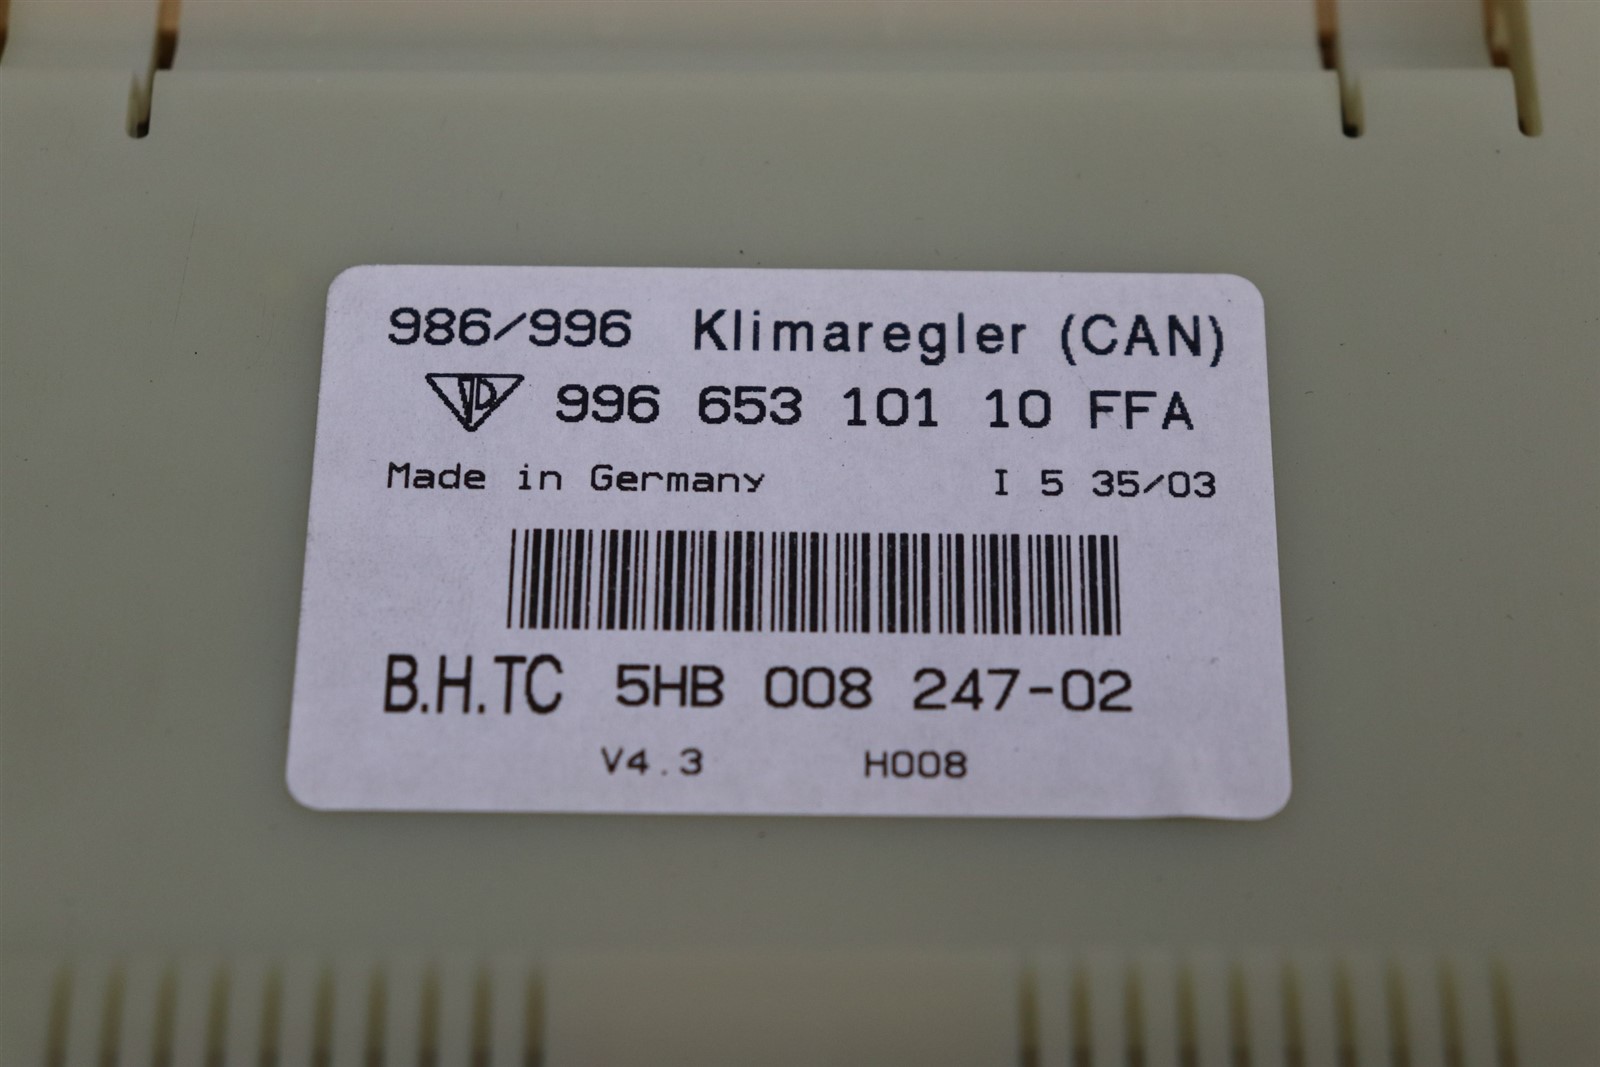 986/996 Klimaregler (CAN)
996 653 101 10 FFA
Made in Germany I 5 35/03
B.H.TC 5HB 008 247-02
V4.3 H008